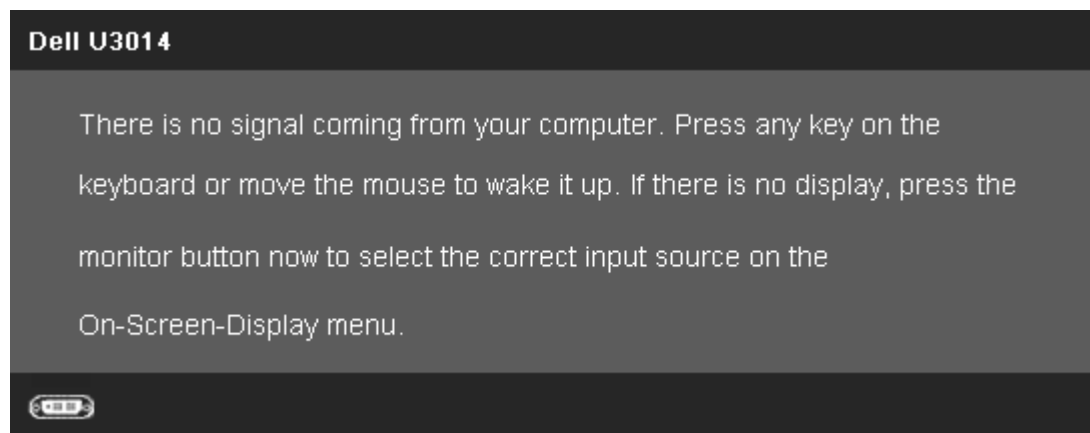 Dell U3014
There is no signal coming from your computer. Press any key on the
keyboard or move the mouse to wake it up. If there is no display, press the
monitor button now to select the correct input source on the
On-Screen-Display menu.